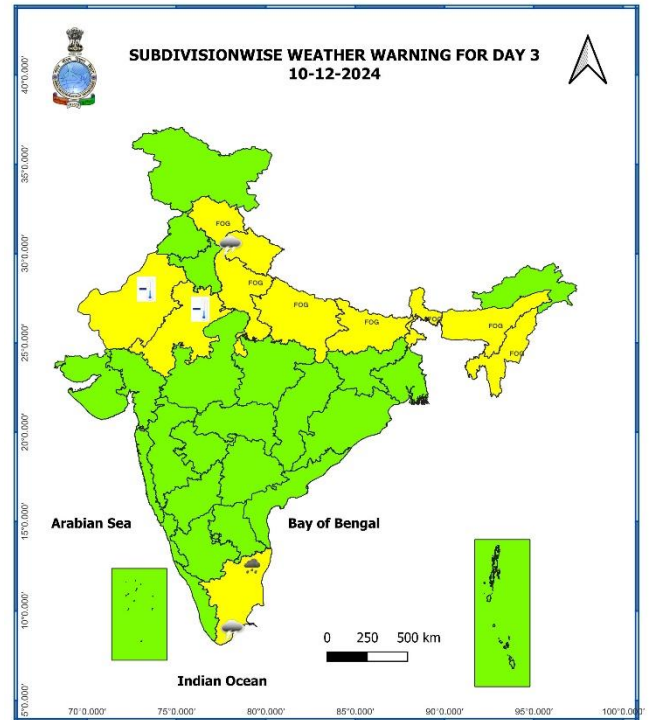 SUBDIVISIONWISE WEATHER WARNING FOR DAY 3
10-12-2024
40°0.000'
35°0.000'
30°0.000'
25°0.000'
20°0.000'
15°0.000'
10°0.000'
5°0.000'
FOG
FOG
FOG
FOG
FOG
FOG
FOG
Arabian Sea
Bay of Bengal
0 250 500 km
Indian Ocean
70°0.000' 75°0.000' 80°0.000' 85°0.000' 90°0.000' 95°0.000' 100°0.000'